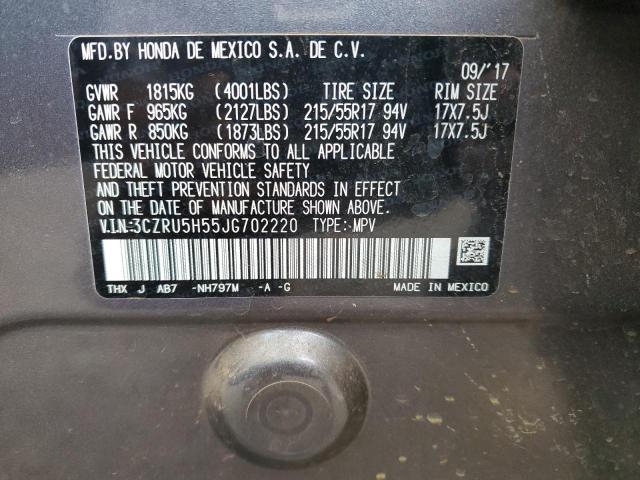 MFD.BY HONDA DE MEXICO S.A. DE C.V.
09/'17
GVWR 1815KG (4001LBS) TIRE SIZE RIM SIZE
GAWR F 965KG (2127LBS) 215/55R17 94V 17X7.5J
GAWR R 850KG (1873LBS) 215/55R17 94V 17X7.5J
THIS VEHICLE CONFORMS TO ALL APPLICABLE
FEDERAL MOTOR VEHICLE SAFETY
AND THEFT PREVENTION STANDARDS IN EFFECT
ON THE DATE OF MANUFACTURE SHOWN ABOVE.
V.I.N:3CZRU5H55JG702220 TYPE:MPV
THX J AB7 -NH797M -A -G MADE IN MEXICO